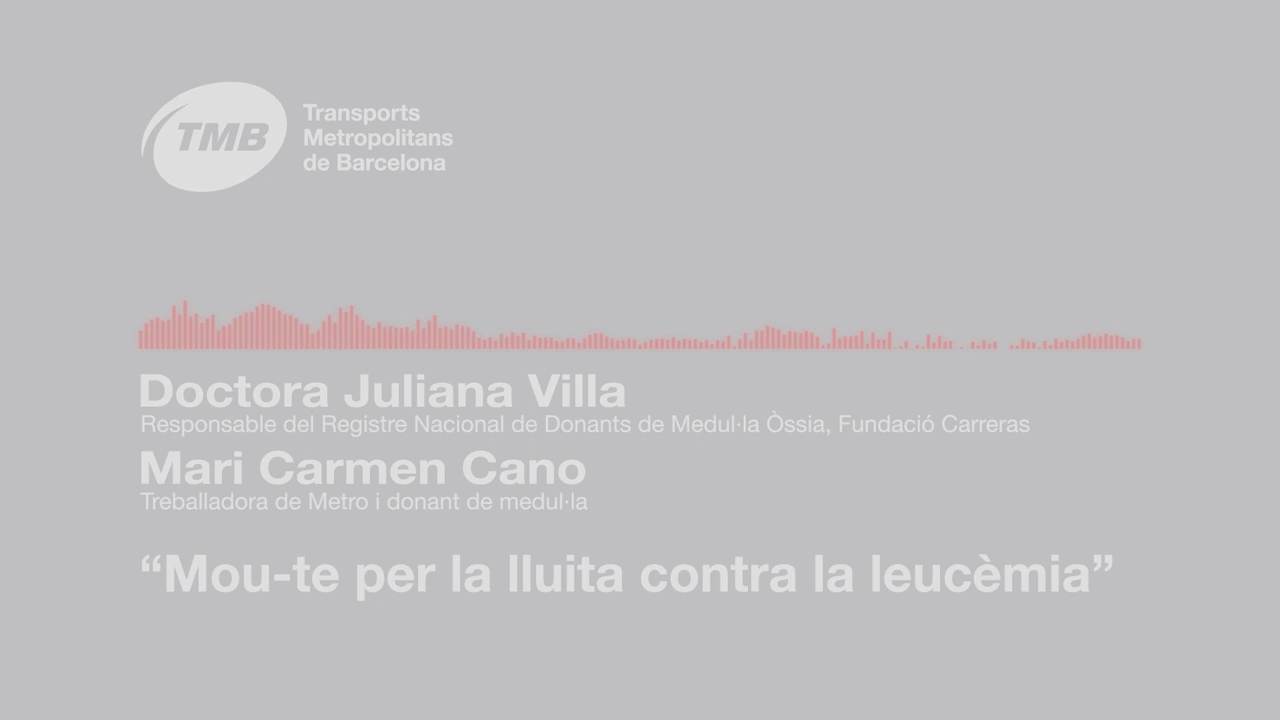 TMB
Transports
Metropolitans
de Barcelona
Doctora Juliana Villa
Responsable del Registre Nacional de Donants de Medul·la Òssia, Fundació Carreras
Mari Carmen Cano
Treballadora de Metro i donant de medul·la
“Mou-te per la lluita contra la leucèmia”